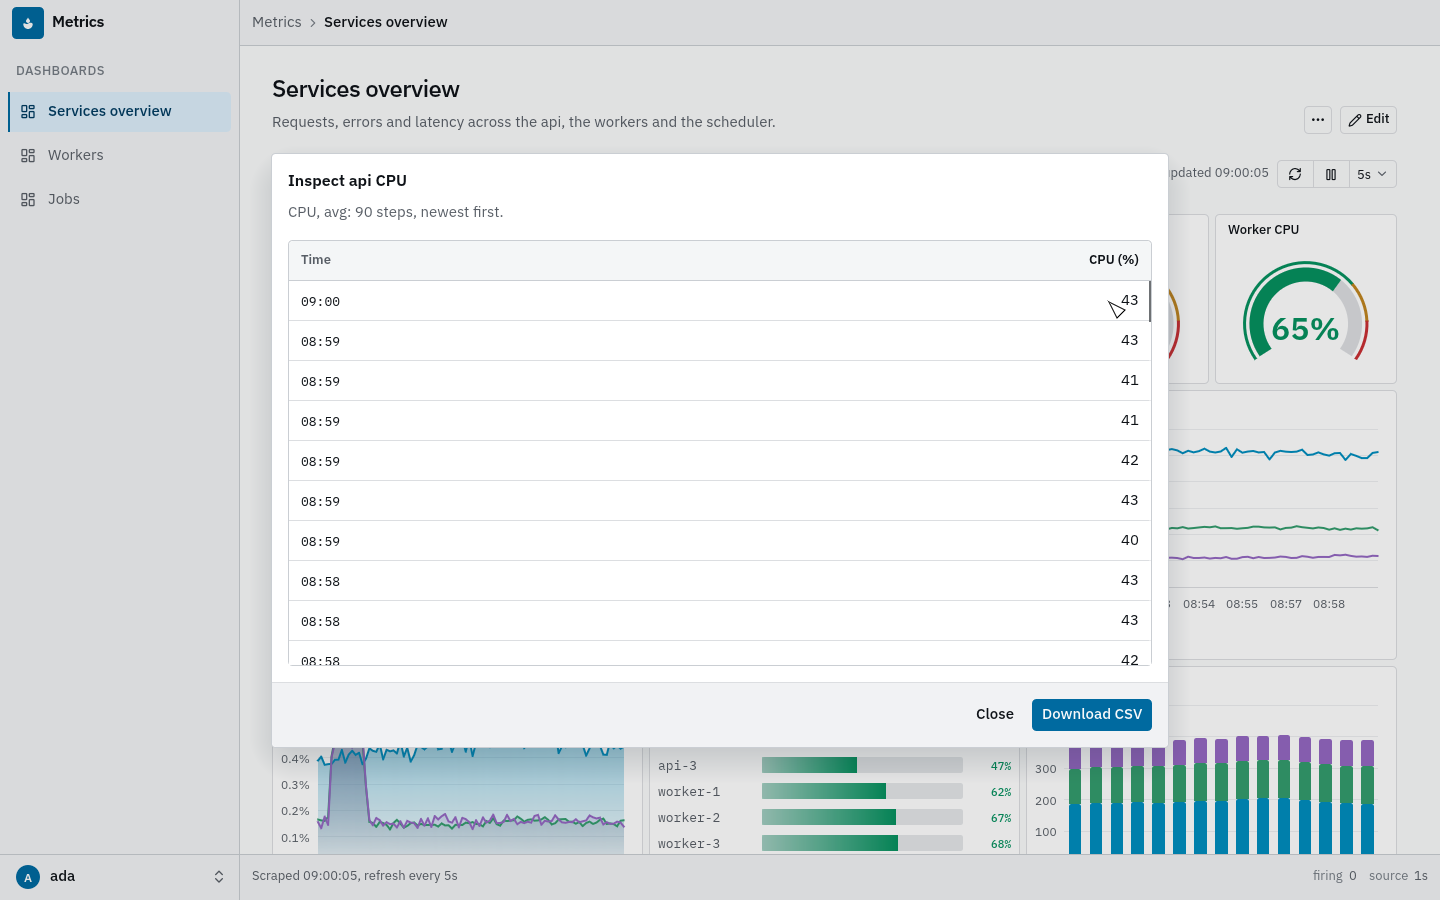 Metrics
Metrics > Services overview
DASHBOARDS
Services overview
Workers
Jobs
Services overview
Requests, errors and latency across the api, the workers and the scheduler.
Edit
pdated 09:00:05
5s
Inspect api CPU
CPU, avg: 90 steps, newest first.
Time CPU (%)
09:00 43
08:59 43
08:59 41
08:59 41
08:59 42
08:59 43
08:59 40
08:58 43
08:58 43
08:58 42
Close
Download CSV
Worker CPU
65%
08:54 08:55 08:57 08:58
0.4%
0.3%
0.2%
0.1%
api-3 47%
worker-1 62%
worker-2 67%
worker-3 68%
300
200
100
A ada
Scraped 09:00:05, refresh every 5s
firing 0 source 1s